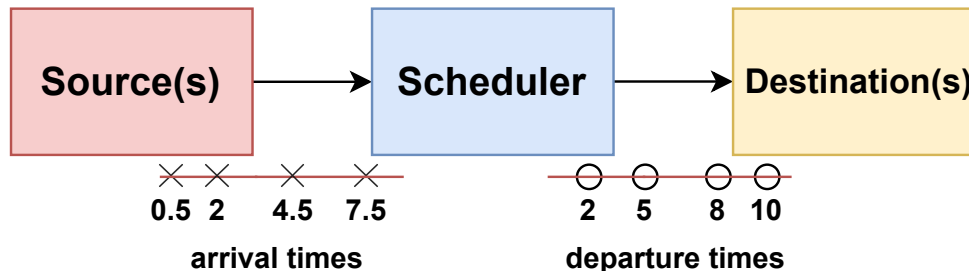 Source(s)
Scheduler
Destination(s)
0.5 2 4.5 7.5
2 5 8 10
arrival times
departure times